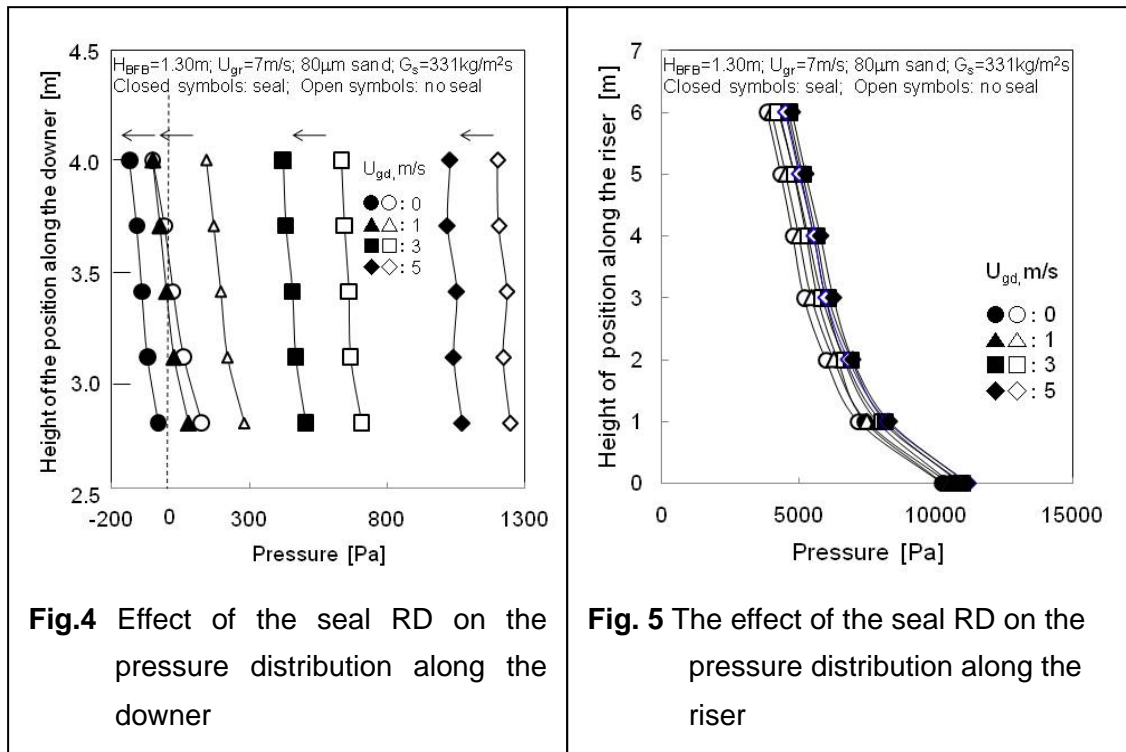 4.5
H_BFB=1.30m; U_gr=7m/s; 80μm sand; G_s=331kg/m²s
Closed symbols: seal; Open symbols: no seal
4.0
3.5
3.0
2.5
Height of the position along the downer [m]
U_gd, m/s
●○: 0
▲△: 1
■□: 3
◆◇: 5
-200 0 300 800 1300
Pressure [Pa]
Fig.4 Effect of the seal RD on the
pressure distribution along the
downer
7
H_BFB=1.30m; U_gr=7m/s; 80μm sand; G_s=331kg/m²s
Closed symbols: seal; Open symbols: no seal
6
5
4
3
2
1
0
Height of position along the riser [m]
U_gd, m/s
●○: 0
▲△: 1
■□: 3
◆◇: 5
0 5000 10000 15000
Pressure [Pa]
Fig. 5 The effect of the seal RD on the
pressure distribution along the
riser